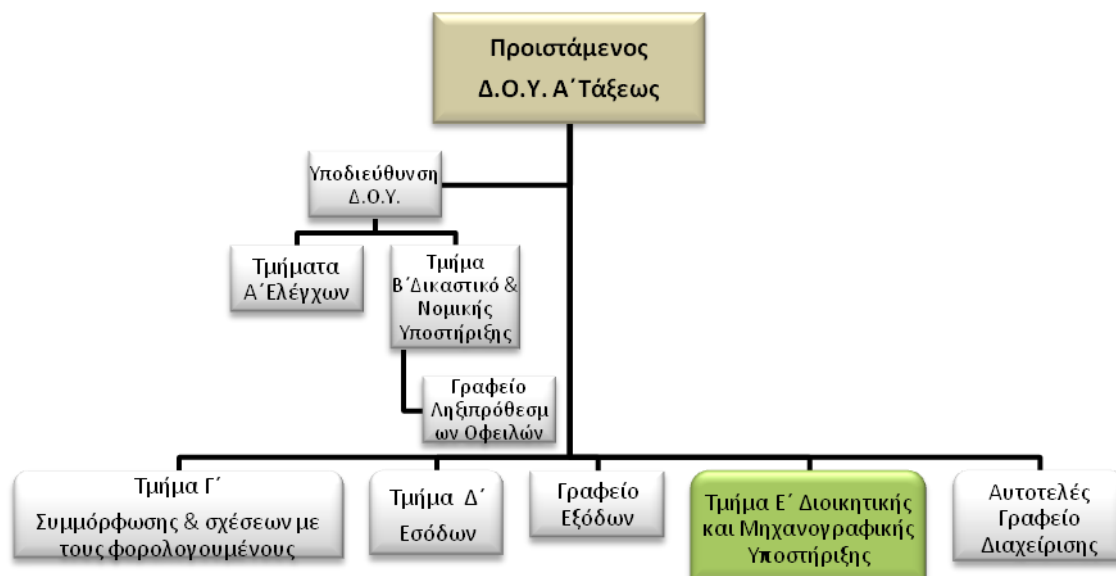 Προιστάμενος
Δ.Ο.Υ. Α΄Τάξεως
Υποδιεύθυνση
Δ.Ο.Υ.
Τμήματα
Α΄Ελέγχων
Τμήμα
Β΄Δικαστικό &
Νομικής
Υποστήριξης
Γραφείο
Ληξιπρόθεσμ
ων Οφειλών
Τμήμα Γ΄
Συμμόρφωσης & σχέσεων με
τους φορολογουμένους
Τμήμα Δ΄
Εσόδων
Γραφείο
Εξόδων
Τμήμα Ε΄ Διοικητικής
και Μηχανογραφικής
Υποστήριξης
Αυτοτελές
Γραφείο
Διαχείρισης